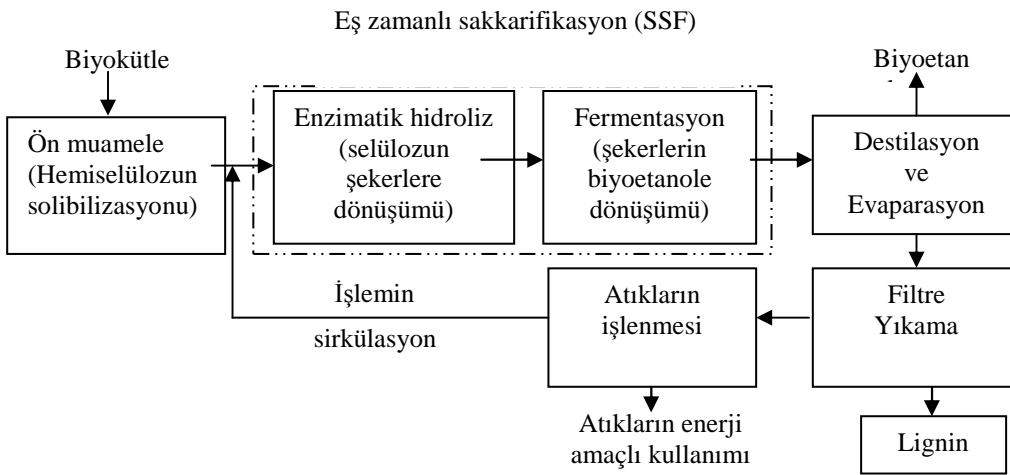 Eş zamanlı sakkarifikasyon (SSF)
Biyokütle
Biyoetan
Ön muamele
(Hemiselülozun
solibilizasyonu)
Enzimatik hidroliz
(selülozun
şekerlere
dönüşümü)
Fermentasyon
(şekerlerin
biyoetanole
dönüşümü)
Destilasyon
ve
Evaparasyon
İşlemin
sirkülasyon
Atıkların
işlenmesi
Filtre
Yıkama
Atıkların enerji
amaçlı kullanımı
Lignin